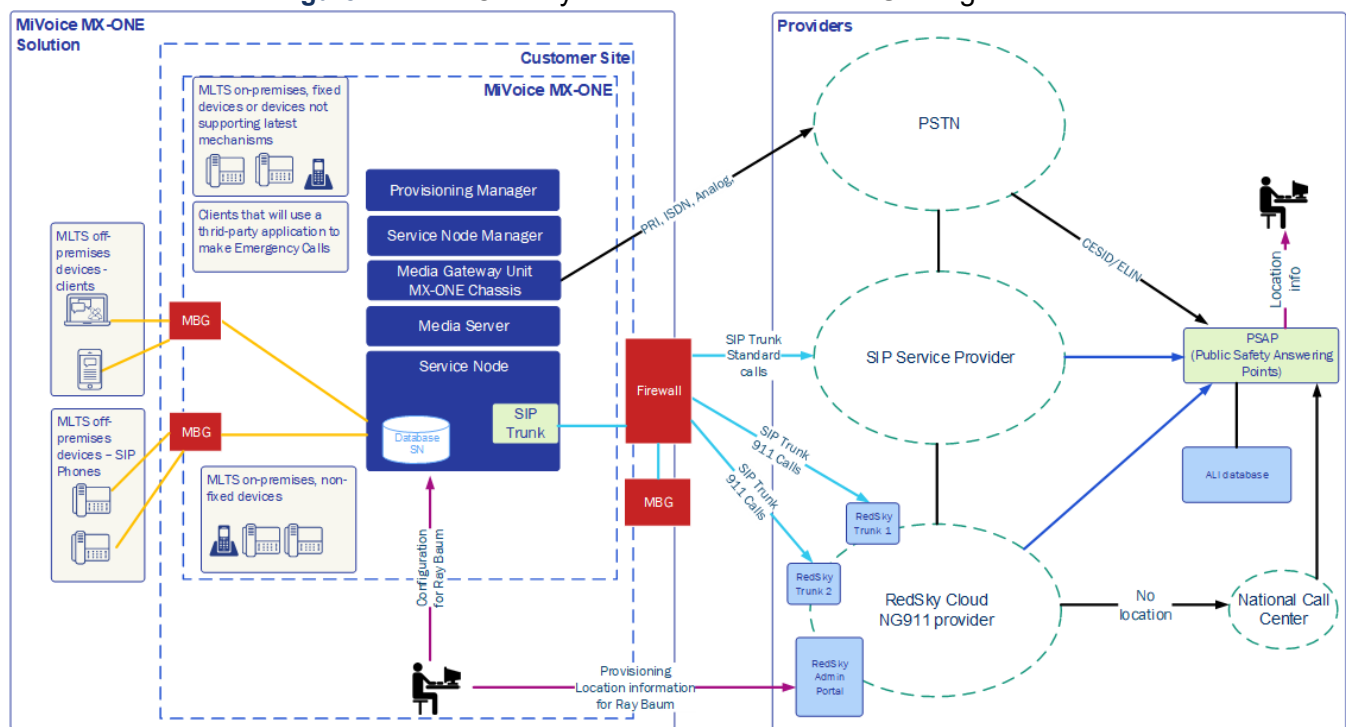 MiVoice MX-ONE
Solution
Customer Site
MiVoice MX-ONE
MLTS on-premises, fixed
devices or devices not
supporting latest
mechanisms
Clients that will use a
third-party application to
make Emergency Calls
Provisioning Manager
Service Node Manager
Media Gateway Unit
MX-ONE Chassis
Media Server
Service Node
Database
SN
SIP
Trunk
MLTS off-
premises
devices -
clients
MBG
MLTS off-
premises
devices – SIP
Phones
MBG
MLTS on-premises, non-
fixed devices
Firewall
MBG
Configuration
for Ray Baum
Provisioning
Location information
for Ray Baum
Providers
PRI, ISDN, Analog,
PSTN
CESID/ELIN
Location
info
SIP Trunk
Standard
calls
SIP Service Provider
PSAP
(Public Safety Answering
Points)
ALI database
SIP Trunk
911 Calls
SIP Trunk
911 Calls
RedSky
Trunk 1
RedSky
Trunk 2
RedSky Cloud
NG911 provider
No
location
National Call
Center
RedSky
Admin
Portal